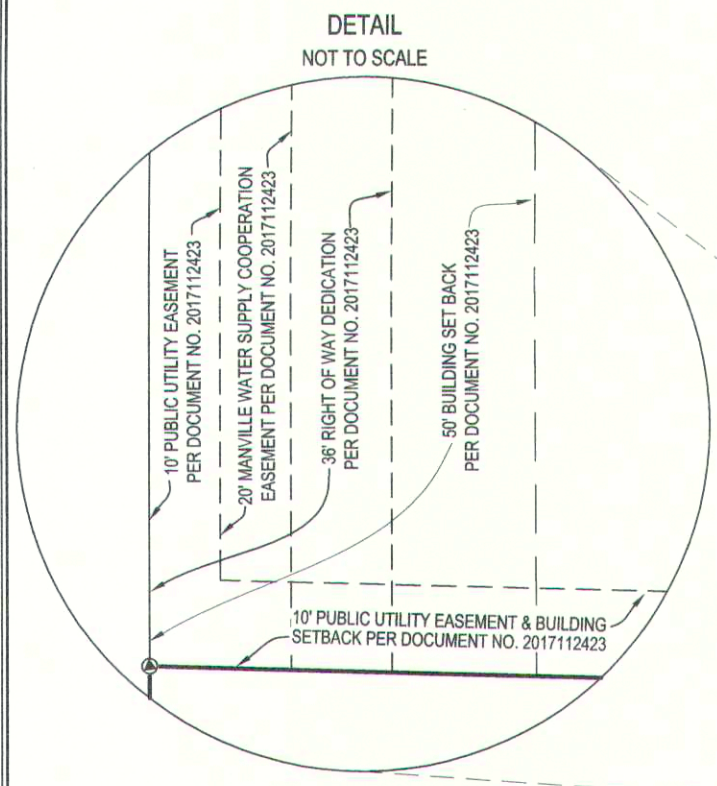 DETAIL
NOT TO SCALE
10' PUBLIC UTILITY EASEMENT
PER DOCUMENT NO. 2017112423
20' MANVILLE WATER SUPPLY COOPERATION
EASEMENT PER DOCUMENT NO. 2017112423
36' RIGHT OF WAY DEDICATION
PER DOCUMENT NO. 2017112423
50' BUILDING SET BACK
PER DOCUMENT NO. 2017112423
10' PUBLIC UTILITY EASEMENT & BUILDING
SETBACK PER DOCUMENT NO. 2017112423